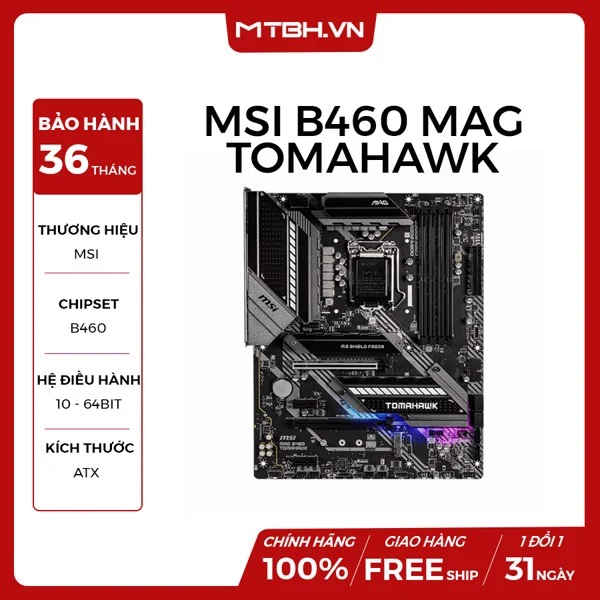 MTBH.VN
MSI B460 MAG
TOMAHAWK
BẢO HÀNH
36 THÁNG
THƯƠNG HIỆU
MSI
CHIPSET
B460
HỆ ĐIỀU HÀNH
10 - 64BIT
KÍCH THƯỚC
ATX
MAG
msi
M.2 SHIELD FROZR
TOMAHAWK
msi
MAG B460
TOMAHAWK
CHÍNH HÃNG
100%
GIAO HÀNG
FREE SHIP
1 ĐỔI 1
31 NGÀY